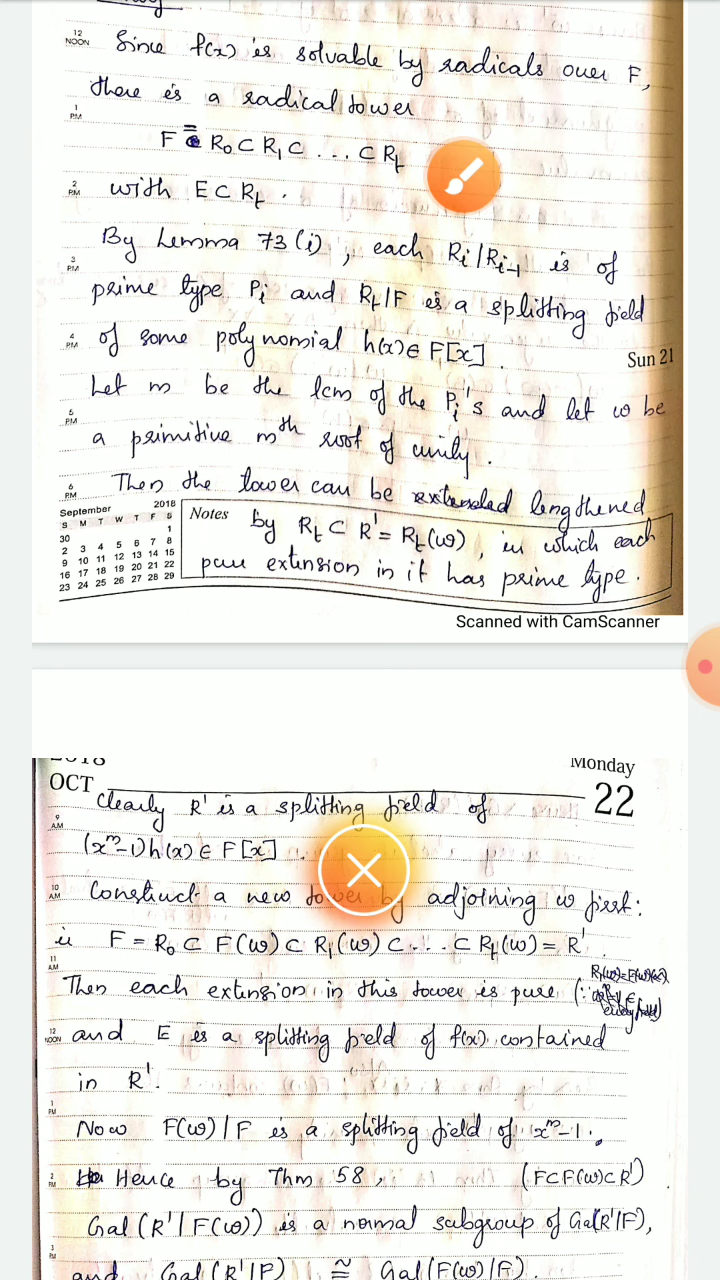 12 NOON Since f(x) is solvable by radicals over F,
there is a radical tower
1 PM
F = R₀ ⊂ R₁ ⊂ ... ⊂ Rₜ
2 PM with E ⊂ Rₜ .
By Lemma 73 (i) , each Rᵢ/Rᵢ₋₁ is of
3 PM
prime type Pᵢ and Rₜ/F is a splitting field
4 PM of some polynomial h(x) ∈ F[x] .
Sun 21
Let m be the lcm of the Pᵢ's and let ω be
5 PM
a primitive mth root of unity .
6 PM Then the tower can be lengthened
September 2018
S M T W T F S
1
30
2 3 4 5 6 7 8
9 10 11 12 13 14 15
16 17 18 19 20 21 22
23 24 25 26 27 28 29
Notes
by Rₜ ⊂ R' = Rₜ(ω) , in which each
pure extension in it has prime type .
Scanned with CamScanner
2018
OCT
Monday
22
Clearly R' is a splitting field of
9 AM
(xᵐ-1)h(x) ∈ F[x] .
10 AM Construct a new tower by adjoining ω first:
ie F = R₀ ⊂ F(ω) ⊂ R₁(ω) ⊂ ... ⊂ Rₜ(ω) = R'
11 AM
Then each extension in this tower is pure
12 NOON and E is a splitting field of f(x) contained
in R'.
1 PM
Now F(ω)/F is a splitting field of xᵐ-1.
2 PM Hence by Thm 58, (F⊂F(ω)⊂R')
Gal (R'/F(ω)) is a normal subgroup of Gal(R'/F),
3 PM
and Gal(R'/F) ≅ Gal(F(ω)/F).